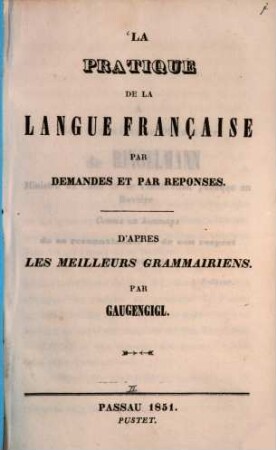 LA
PRATIQUE
DE LA
LANGUE FRANÇAISE
PAR
DEMANDES ET PAR REPONSES.
D'APRES
LES MEILLEURS GRAMMAIRIENS.
PAR
GAUGENGIGL.
PASSAU 1851.
PUSTET.